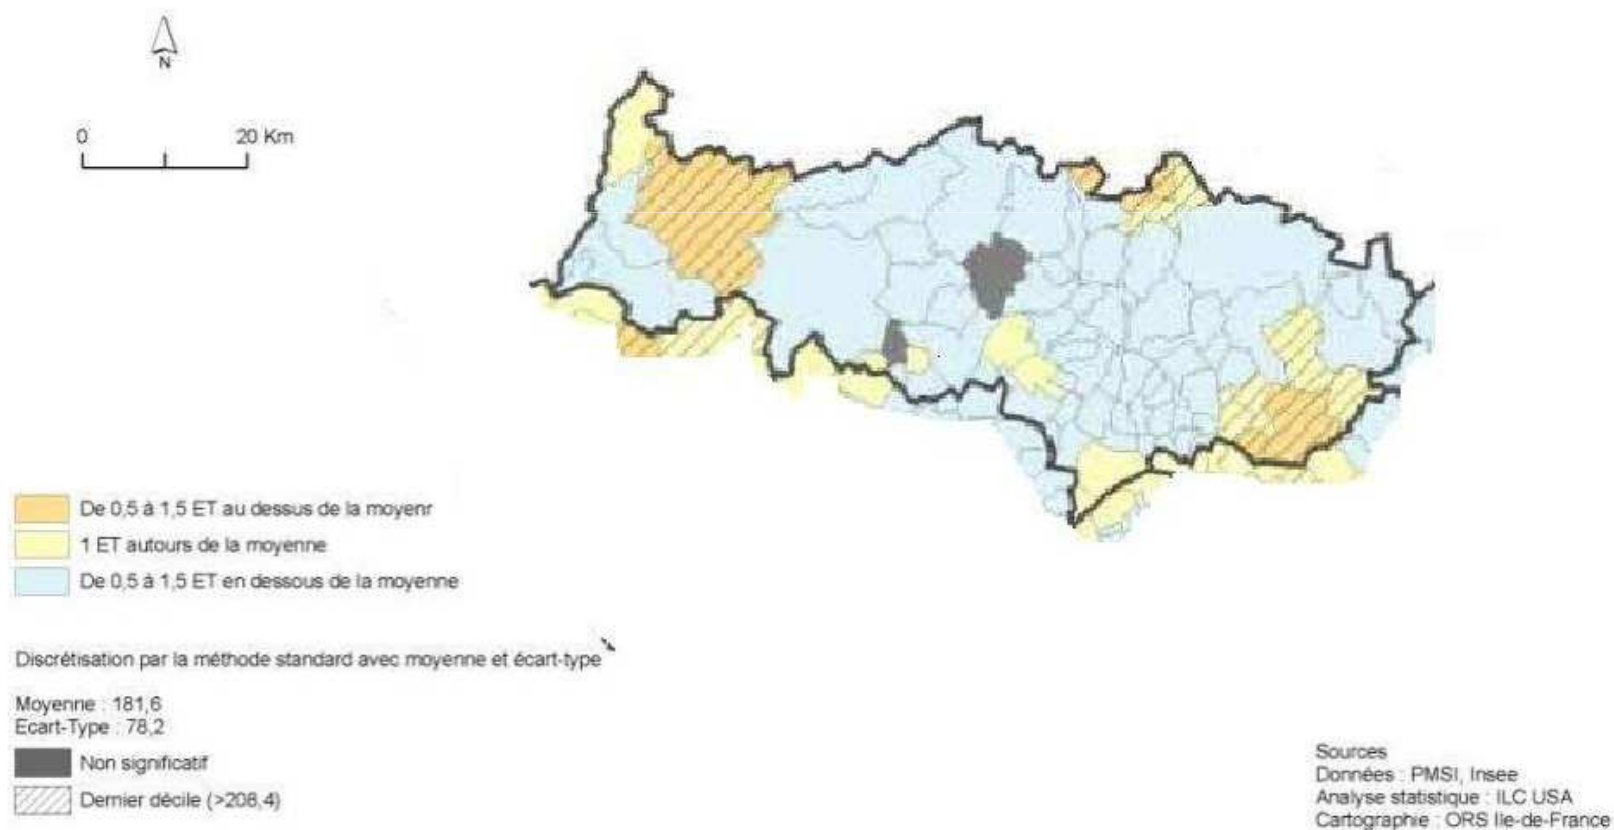 N
0 20 Km
De 0,5 à 1,5 ET au dessus de la moyenr
1 ET autours de la moyenne
De 0,5 à 1,5 ET en dessous de la moyenne
Discrétisation par la méthode standard avec moyenne et écart-type
Moyenne : 181,6
Ecart-Type : 78,2
Non significatif
Dernier décile (>208,4)
Sources
Données : PMSI, Insee
Analyse statistique : ILC USA
Cartographie : ORS Ile-de-France